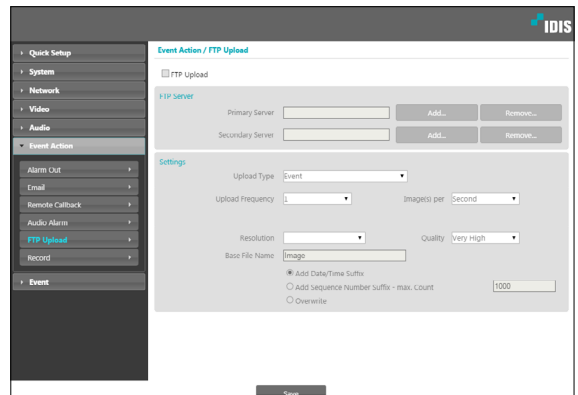 IDIS
Quick Setup
System
Network
Video
Audio
Event Action
Alarm Out
Email
Remote Callback
Audio Alarm
FTP Upload
Record
Event
Event Action / FTP Upload
FTP Upload
FTP Server
Primary Server Add... Remove...
Secondary Server Add... Remove...
Settings
Upload Type Event
Upload Frequency 1 Image(s) per Second
Resolution Quality Very High
Base File Name Image
Add Date/Time Suffix
Add Sequence Number Suffix - max. Count 1000
Overwrite
Save